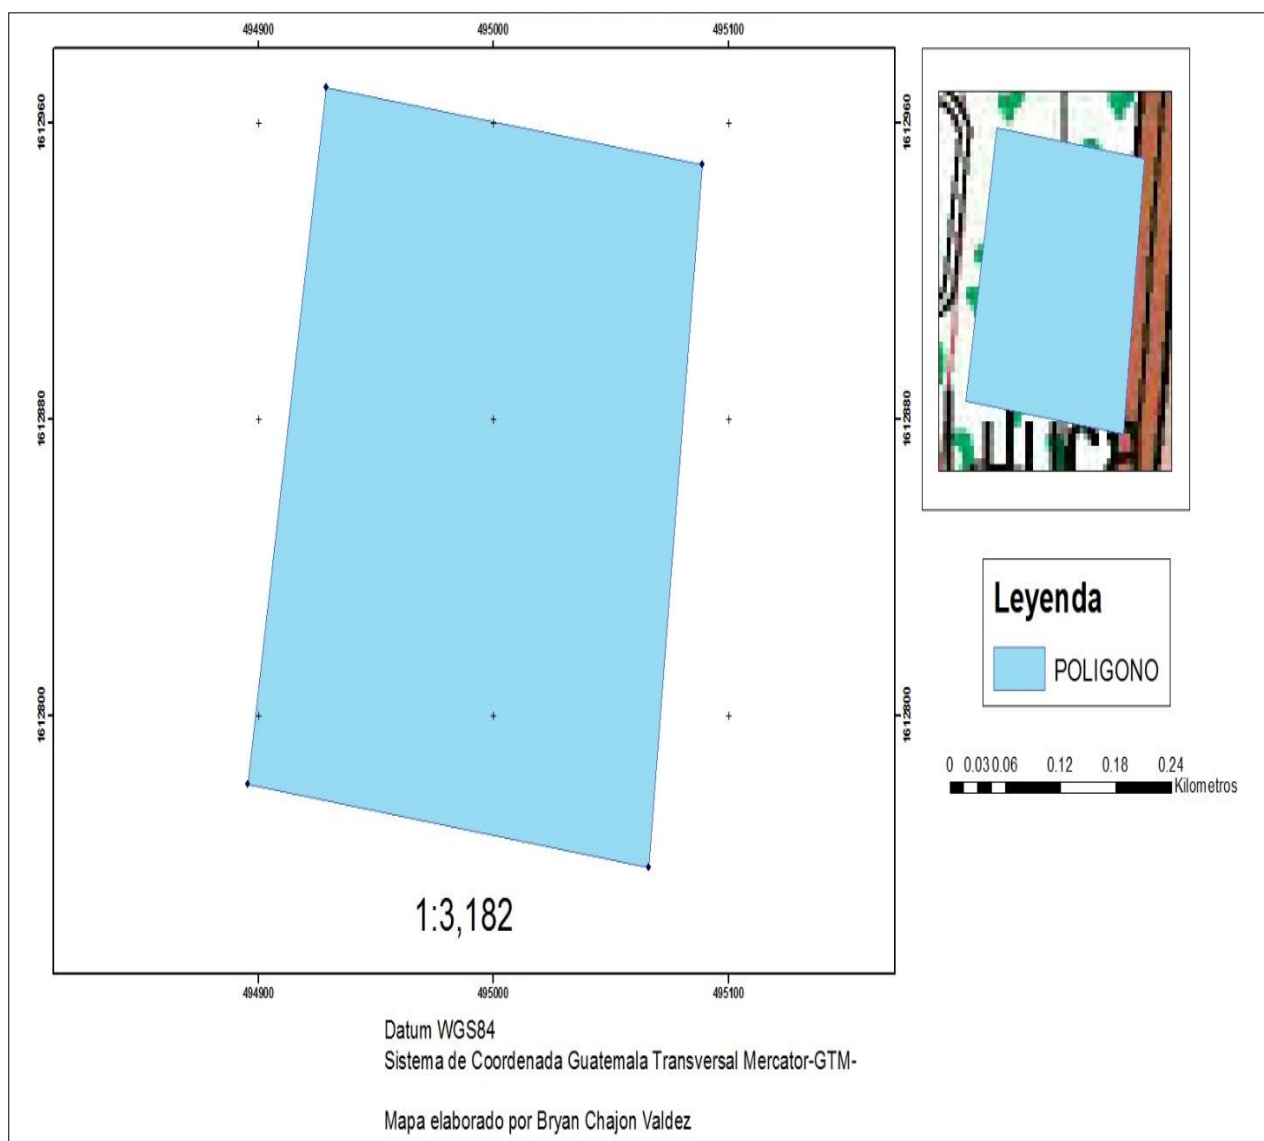 494900 495000 495100
1612960 1612960
1612880 1612880
1612800 1612800
494900 495000 495100
1:3,182
Leyenda
POLIGONO
0 0.03 0.06 0.12 0.18 0.24
Kilometros
Datum WGS84
Sistema de Coordenada Guatemala Transversal Mercator-GTM-
Mapa elaborado por Bryan Chajon Valdez